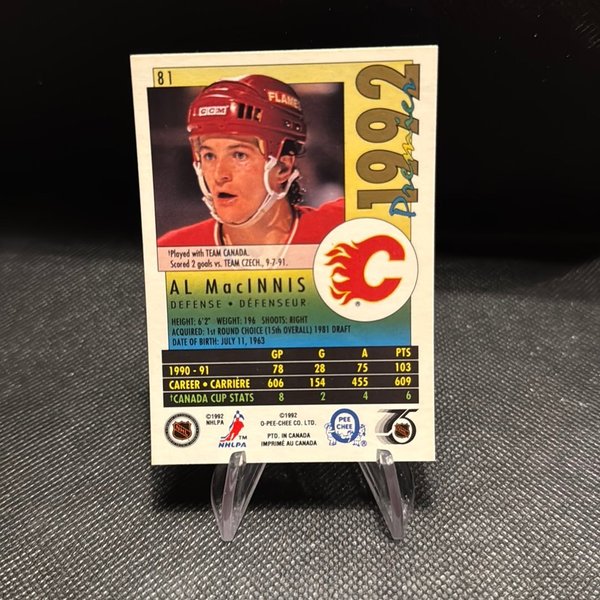 81
FLAME
CCM
1992
Premier
†Played with TEAM CANADA.
Scored 2 goals vs. TEAM CZECH., 9-7-91.
C
®
AL MacINNIS
DEFENSE • DÉFENSEUR
HEIGHT: 6'2" WEIGHT: 196 SHOOTS: RIGHT
ACQUIRED: 1st ROUND CHOICE (15th OVERALL) 1981 DRAFT
DATE OF BIRTH: JULY 11, 1963
GP G A PTS
1990 - 91 78 28 75 103
CAREER • CARRIÈRE 606 154 455 609
†CANADA CUP STATS 8 2 4 6
©1992
NHLPA
NHLPA
TM
©1992
O-PEE-CHEE CO. LTD.
PTD. IN CANADA
IMPRIMÉ AU CANADA
O
PEE
CHEE
®
75